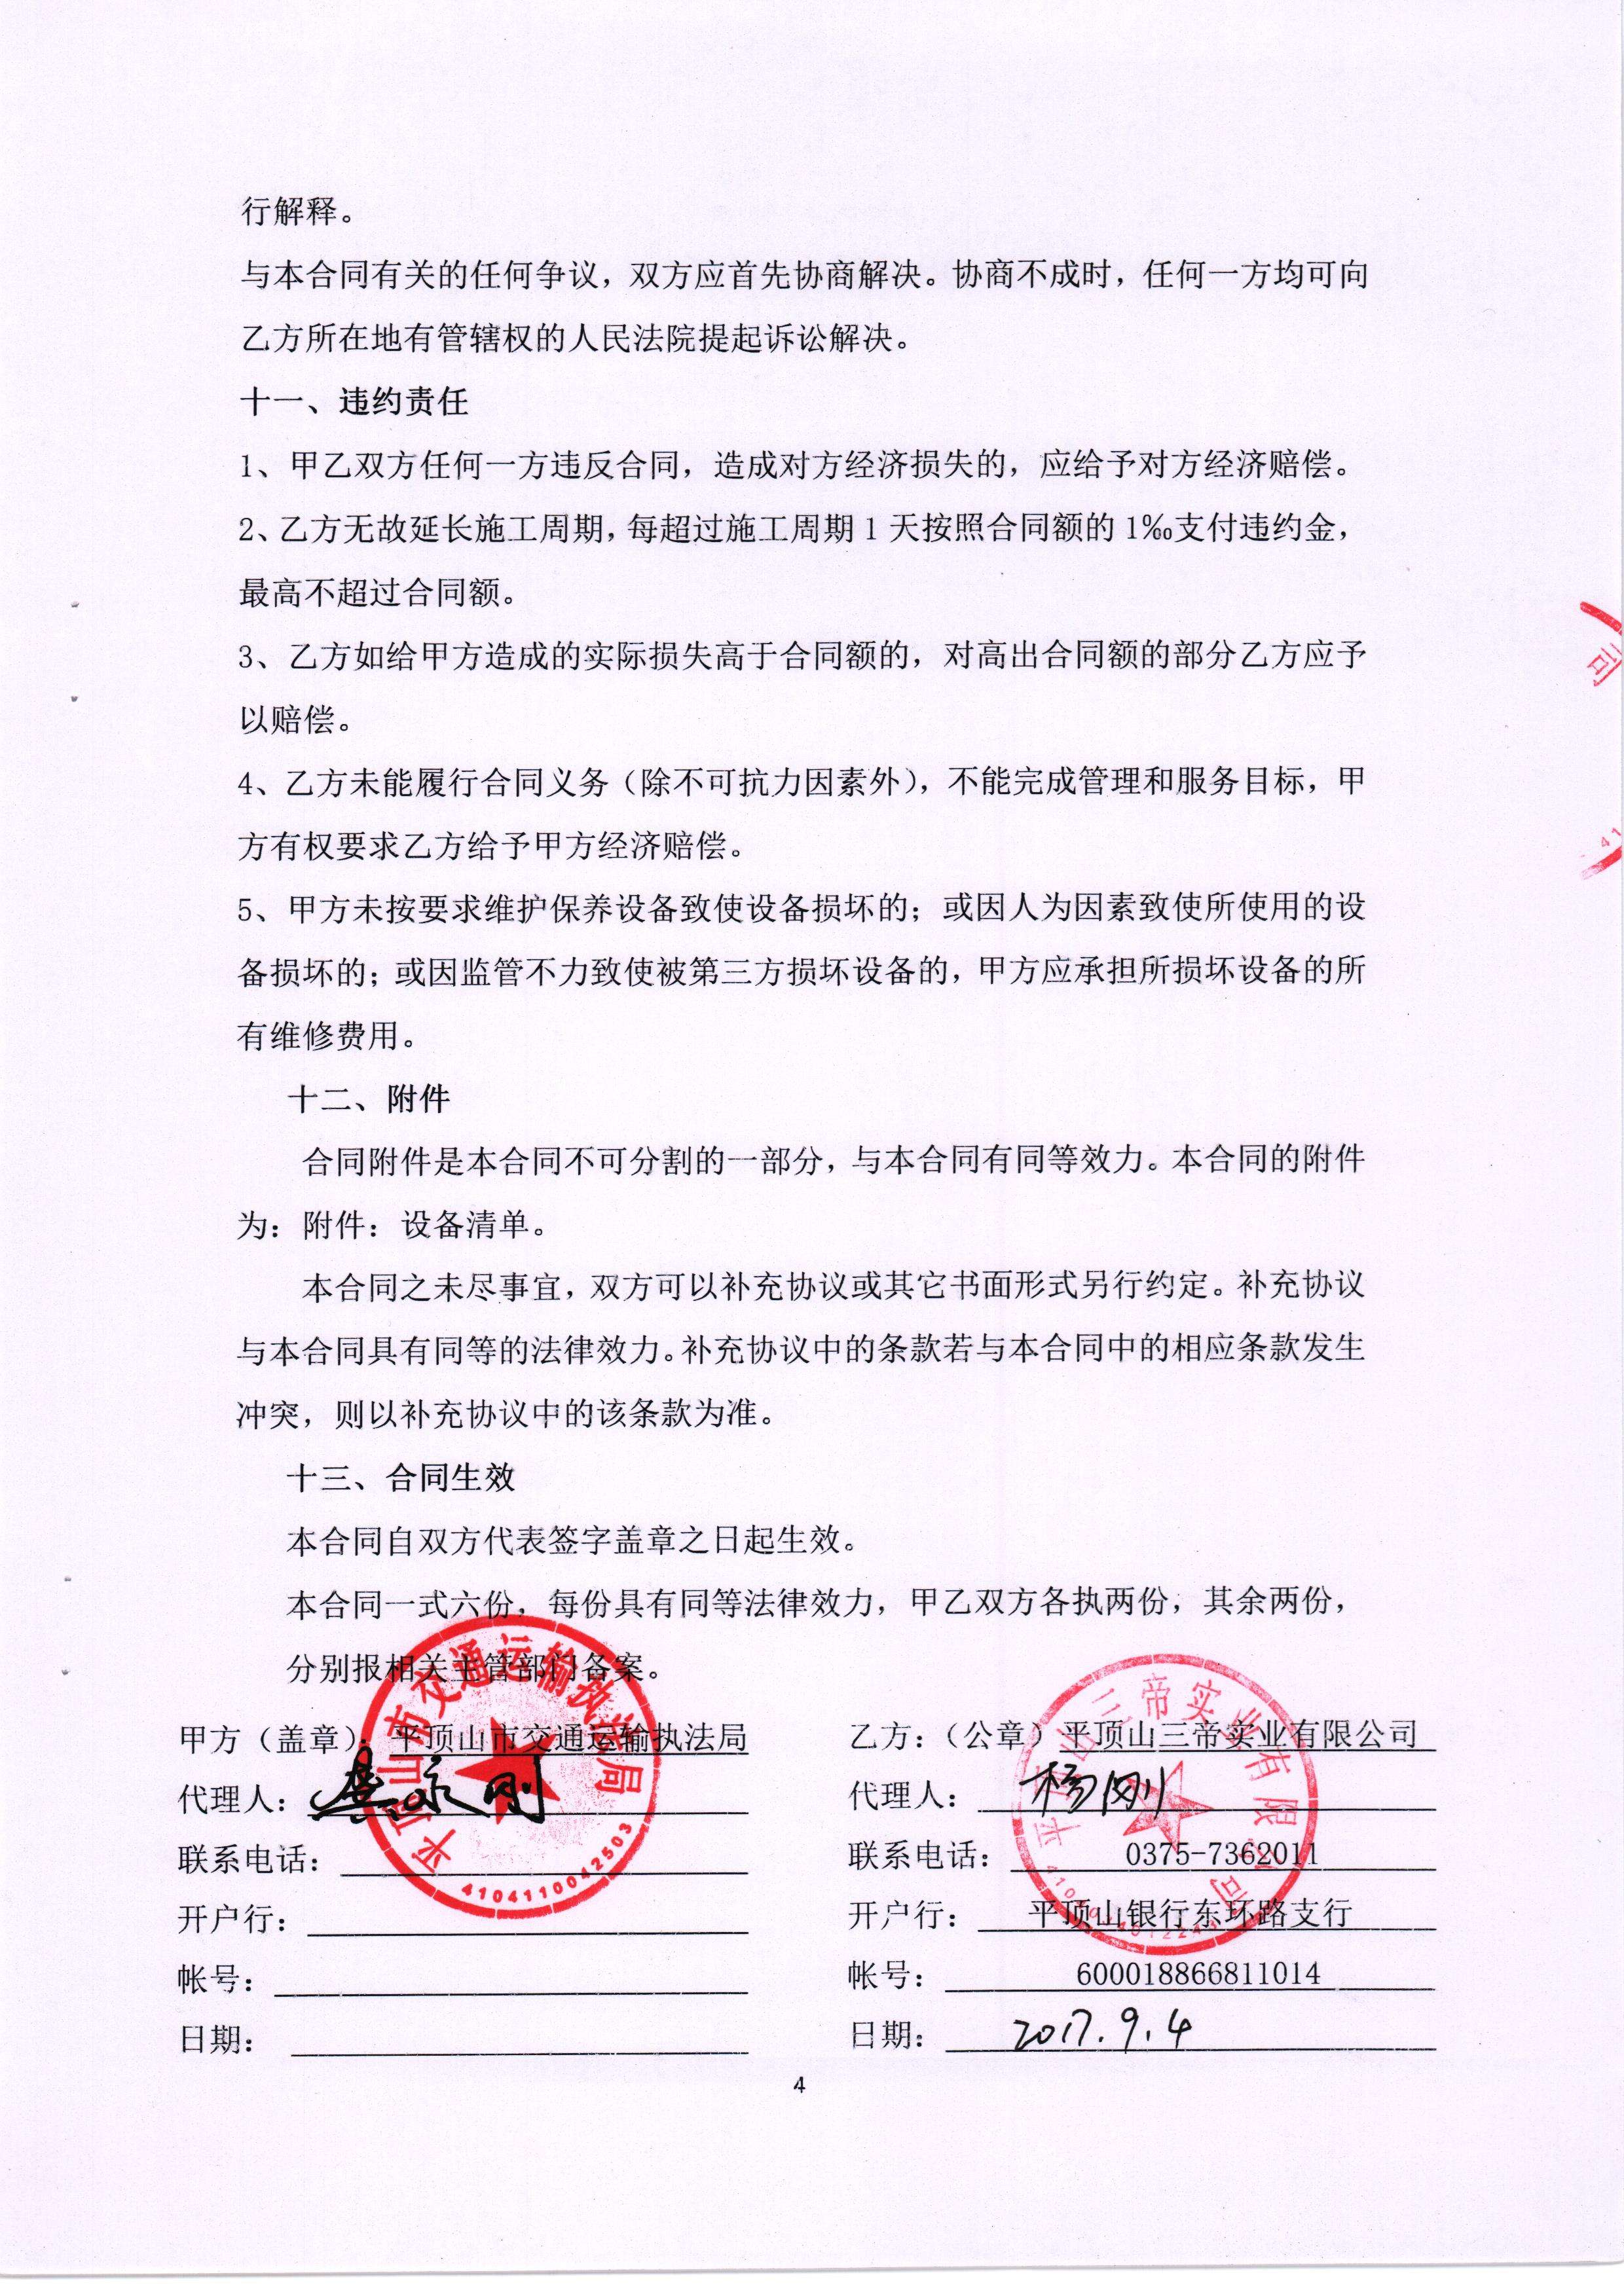 行解释。
与本合同有关的任何争议，双方应首先协商解决。协商不成时，任何一方均可向
乙方所在地有管辖权的人民法院提起诉讼解决。
十一、违约责任
1、甲乙双方任何一方违反合同，造成对方经济损失的，应给予对方经济赔偿。
2、乙方无故延长施工周期，每超过施工周期1天按照合同额的1‰支付违约金，
最高不超过合同额。
3、乙方如给甲方造成的实际损失高于合同额的，对高出合同额的部分乙方应予
以赔偿。
4、乙方未能履行合同义务（除不可抗力因素外），不能完成管理和服务目标，甲
方有权要求乙方给予甲方经济赔偿。
5、甲方未按要求维护保养设备致使设备损坏的；或因人为因素致使所使用的设
备损坏的；或因监管不力致使被第三方损坏设备的，甲方应承担所损坏设备的所
有维修费用。
十二、附件
合同附件是本合同不可分割的一部分，与本合同有同等效力。本合同的附件
为：附件：设备清单。
本合同之未尽事宜，双方可以补充协议或其它书面形式另行约定。补充协议
与本合同具有同等的法律效力。补充协议中的条款若与本合同中的相应条款发生
冲突，则以补充协议中的该条款为准。
十三、合同生效
本合同自双方代表签字盖章之日起生效。
本合同一式六份，每份具有同等法律效力，甲乙双方各执两份，其余两份，
分别报相关主管部门备案。
甲方（盖章）：平顶山市交通运输执法局
代理人：
联系电话：
开户行：
帐号：
日期：
平顶山市交通运输执法局
4104110042503
乙方：（公章）平顶山三帝实业有限公司
代理人：杨刚
联系电话：0375-7362011
开户行：平顶山银行东环路支行
帐号：600018866811014
日期：2017.9.4
平顶山三帝实业有限公司
司
41
4